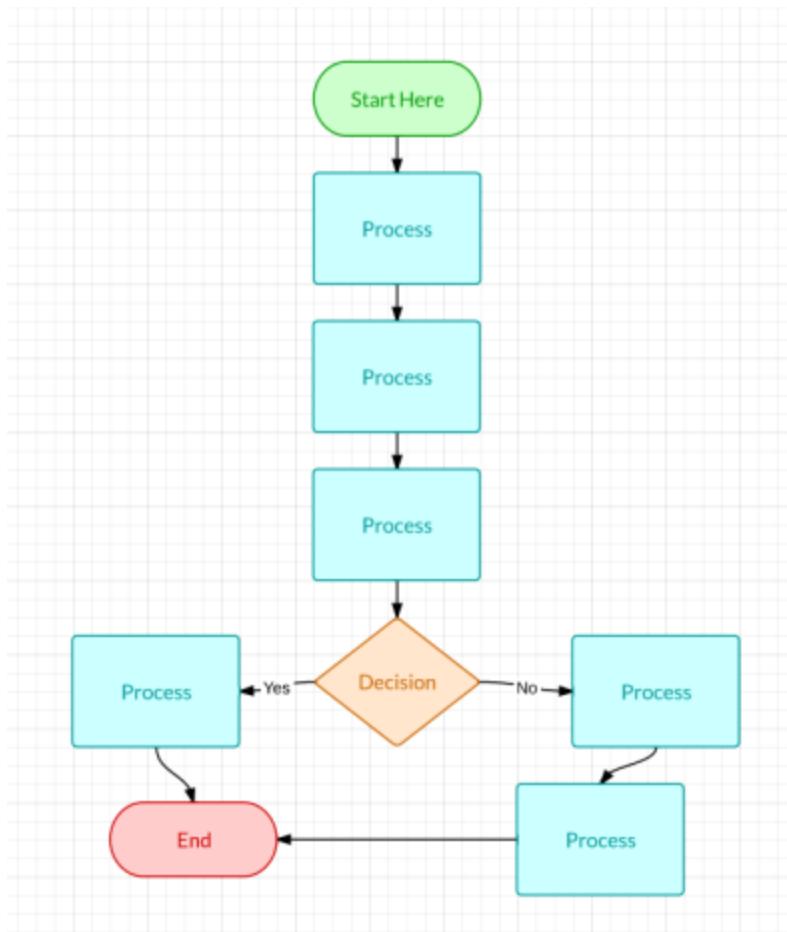 Start Here
Process
Process
Process
Decision
Yes
No
Process
Process
Process
End